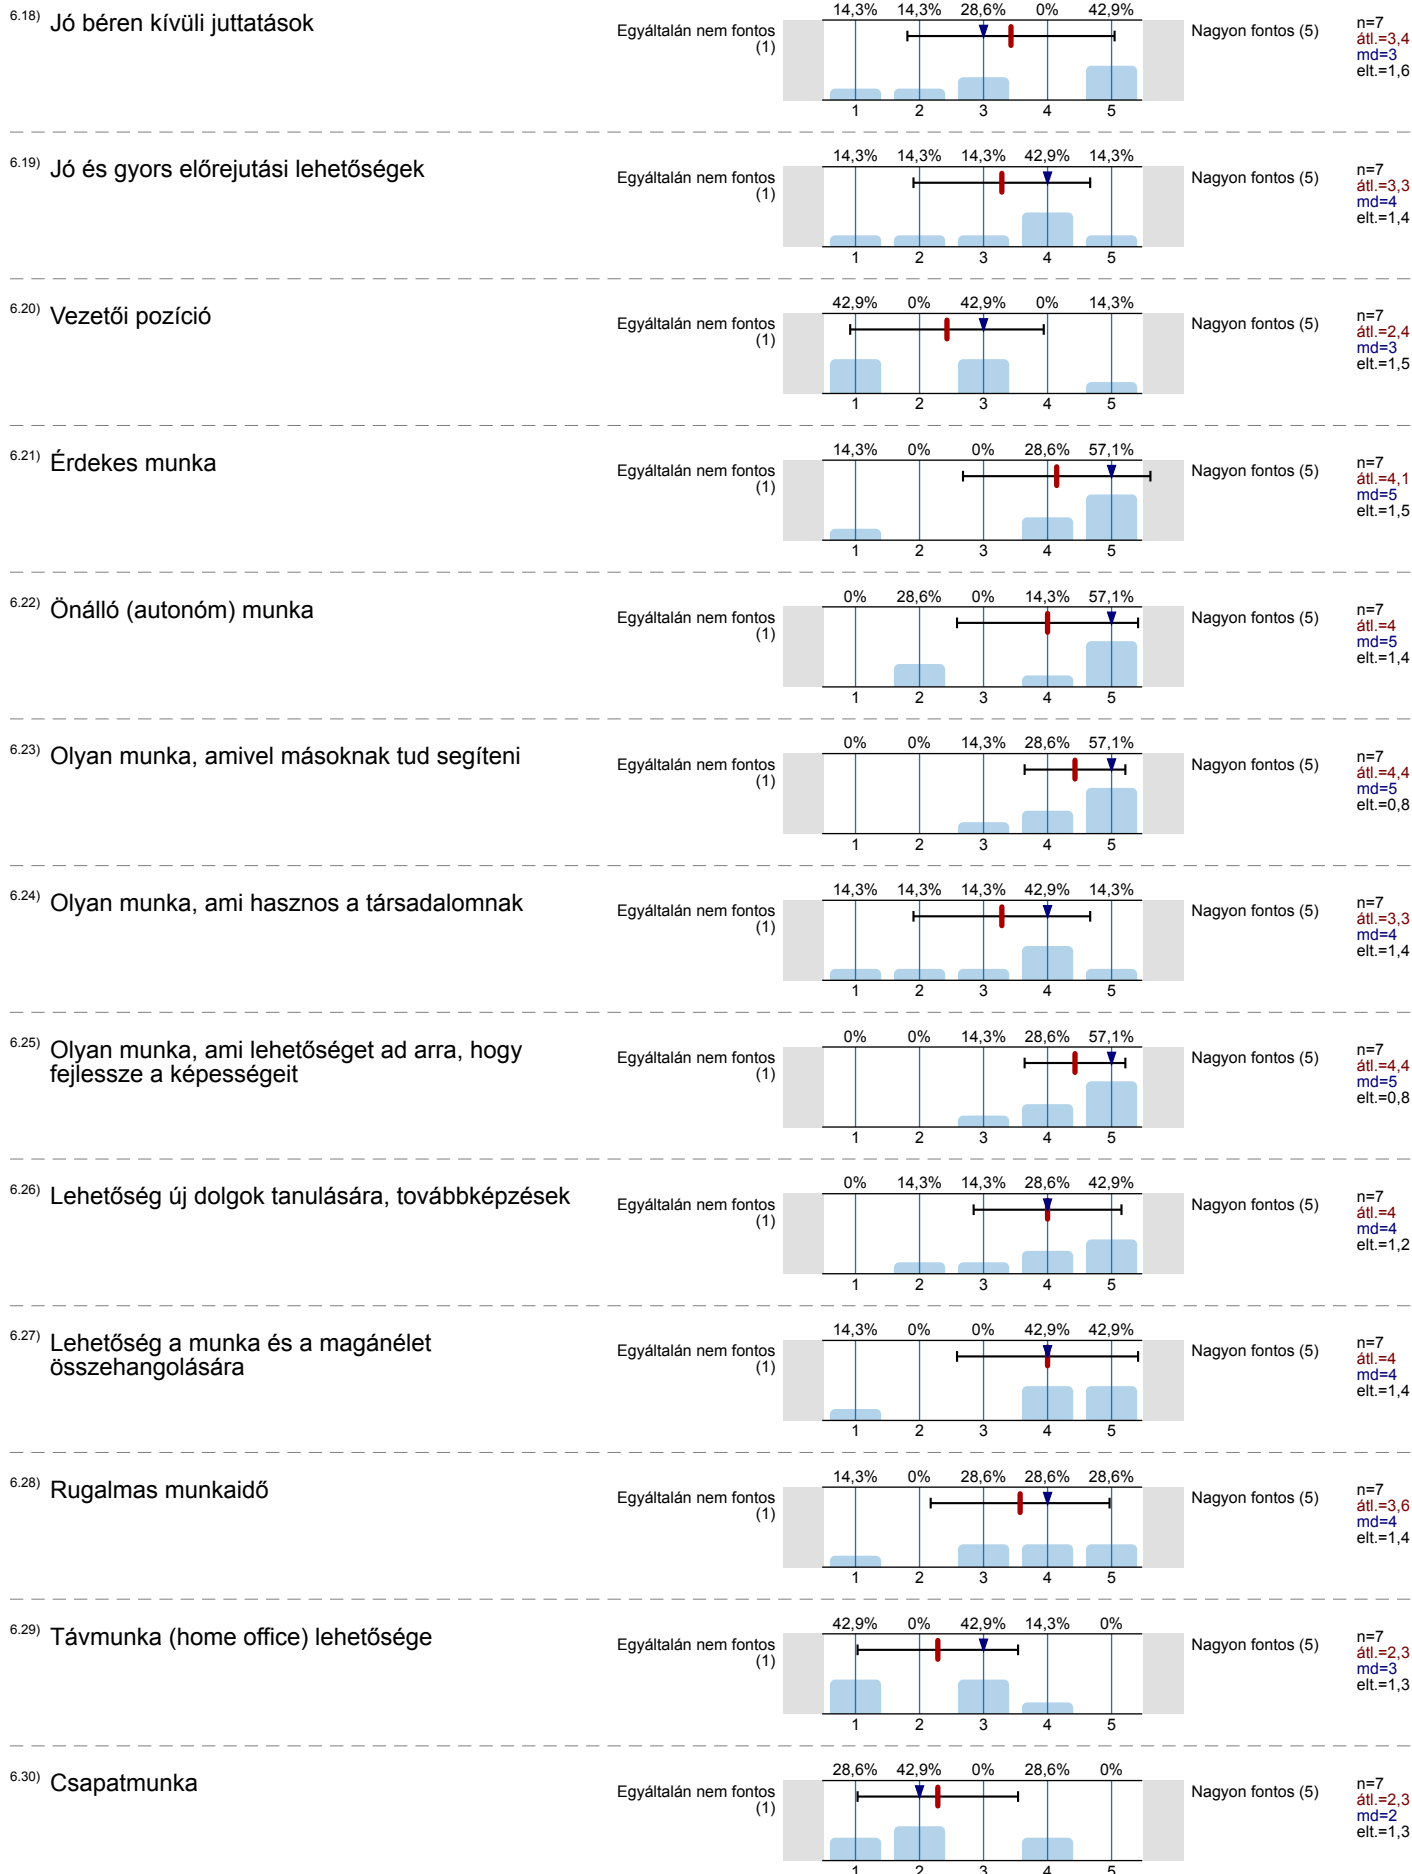 6.18) Jó béren kívüli juttatások
Egyáltalán nem fontos
(1)
14,3% 14,3% 28,6% 0% 42,9%
1 2 3 4 5
Nagyon fontos (5)
n=7
átl.=3,4
md=3
elt.=1,6
6.19) Jó és gyors előrejutási lehetőségek
Egyáltalán nem fontos
(1)
14,3% 14,3% 14,3% 42,9% 14,3%
1 2 3 4 5
Nagyon fontos (5)
n=7
átl.=3,3
md=4
elt.=1,4
6.20) Vezetői pozíció
Egyáltalán nem fontos
(1)
42,9% 0% 42,9% 0% 14,3%
1 2 3 4 5
Nagyon fontos (5)
n=7
átl.=2,4
md=3
elt.=1,5
6.21) Érdekes munka
Egyáltalán nem fontos
(1)
14,3% 0% 0% 28,6% 57,1%
1 2 3 4 5
Nagyon fontos (5)
n=7
átl.=4,1
md=5
elt.=1,5
6.22) Önálló (autonóm) munka
Egyáltalán nem fontos
(1)
0% 28,6% 0% 14,3% 57,1%
1 2 3 4 5
Nagyon fontos (5)
n=7
átl.=4
md=5
elt.=1,4
6.23) Olyan munka, amivel másoknak tud segíteni
Egyáltalán nem fontos
(1)
0% 0% 14,3% 28,6% 57,1%
1 2 3 4 5
Nagyon fontos (5)
n=7
átl.=4,4
md=5
elt.=0,8
6.24) Olyan munka, ami hasznos a társadalomnak
Egyáltalán nem fontos
(1)
14,3% 14,3% 14,3% 42,9% 14,3%
1 2 3 4 5
Nagyon fontos (5)
n=7
átl.=3,3
md=4
elt.=1,4
6.25) Olyan munka, ami lehetőséget ad arra, hogy
fejlessze a képességeit
Egyáltalán nem fontos
(1)
0% 0% 14,3% 28,6% 57,1%
1 2 3 4 5
Nagyon fontos (5)
n=7
átl.=4,4
md=5
elt.=0,8
6.26) Lehetőség új dolgok tanulására, továbbképzések
Egyáltalán nem fontos
(1)
0% 14,3% 14,3% 28,6% 42,9%
1 2 3 4 5
Nagyon fontos (5)
n=7
átl.=4
md=4
elt.=1,2
6.27) Lehetőség a munka és a magánélet
összehangolására
Egyáltalán nem fontos
(1)
14,3% 0% 0% 42,9% 42,9%
1 2 3 4 5
Nagyon fontos (5)
n=7
átl.=4
md=4
elt.=1,4
6.28) Rugalmas munkaidő
Egyáltalán nem fontos
(1)
14,3% 0% 28,6% 28,6% 28,6%
1 2 3 4 5
Nagyon fontos (5)
n=7
átl.=3,6
md=4
elt.=1,4
6.29) Távmunka (home office) lehetősége
Egyáltalán nem fontos
(1)
42,9% 0% 42,9% 14,3% 0%
1 2 3 4 5
Nagyon fontos (5)
n=7
átl.=2,3
md=3
elt.=1,3
6.30) Csapatmunka
Egyáltalán nem fontos
(1)
28,6% 42,9% 0% 28,6% 0%
1 2 3 4 5
Nagyon fontos (5)
n=7
átl.=2,3
md=2
elt.=1,3